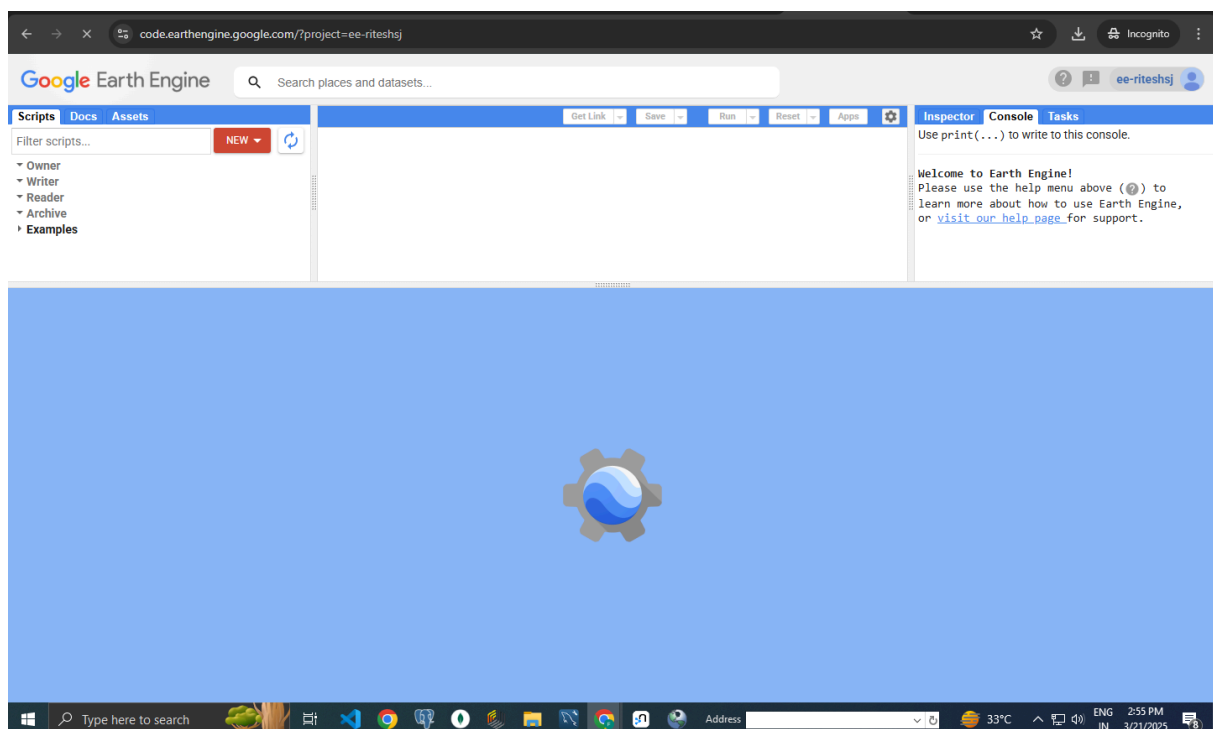 code.earthengine.google.com/?project=ee-riteshsj
Incognito
Google Earth Engine
Search places and datasets...
ee-riteshsj
Scripts Docs Assets
Get Link Save Run Reset Apps
Inspector Console Tasks
Filter scripts...
NEW
Use print(...) to write to this console.
Owner
Writer
Reader
Archive
Examples
Welcome to Earth Engine!
Please use the help menu above (?) to
learn more about how to use Earth Engine,
or visit our help page for support.
Type here to search
Address
33°C
ENG
IN
2:55 PM
3/21/2025
8